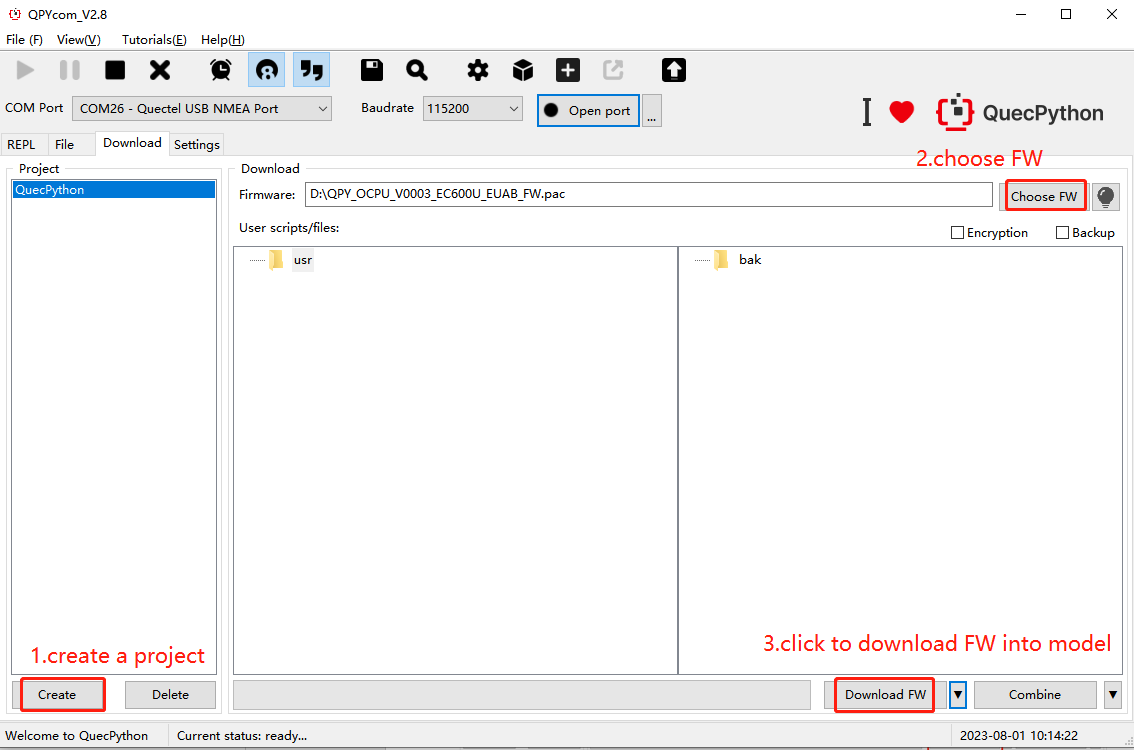 QPYcom_V2.8
File (F) View(V) Tutorials(E) Help(H)
COM Port COM26 - Quectel USB NMEA Port Baudrate 115200 Open port ...
I QuecPython
REPL File Download Settings
2.choose FW
Project Download
QuecPython
Firmware: D:\QPY_OCPU_V0003_EC600U_EUAB_FW.pac Choose FW
User scripts/files: Encryption Backup
usr bak
1.create a project
3.click to download FW into model
Create Delete Download FW Combine
Welcome to QuecPython Current status: ready... 2023-08-01 10:14:22